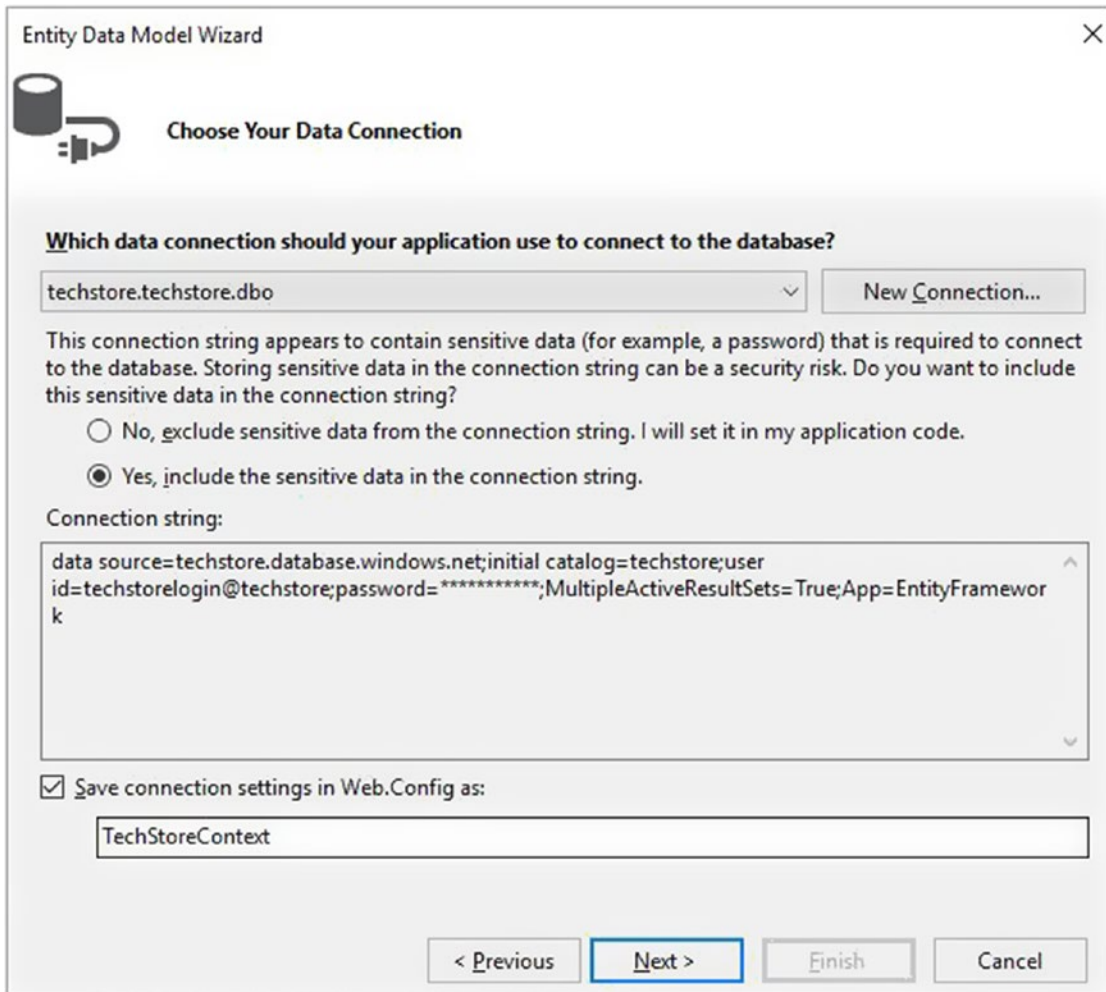 Entity Data Model Wizard
Choose Your Data Connection
Which data connection should your application use to connect to the database?
techstore.techstore.dbo
New Connection...
This connection string appears to contain sensitive data (for example, a password) that is required to connect
to the database. Storing sensitive data in the connection string can be a security risk. Do you want to include
this sensitive data in the connection string?
No, exclude sensitive data from the connection string. I will set it in my application code.
Yes, include the sensitive data in the connection string.
Connection string:
data source=techstore.database.windows.net;initial catalog=techstore;user
id=techstorelogin@techstore;password=***********;MultipleActiveResultSets=True;App=EntityFramewor
k
Save connection settings in Web.Config as:
TechStoreContext
< Previous
Next >
Finish
Cancel